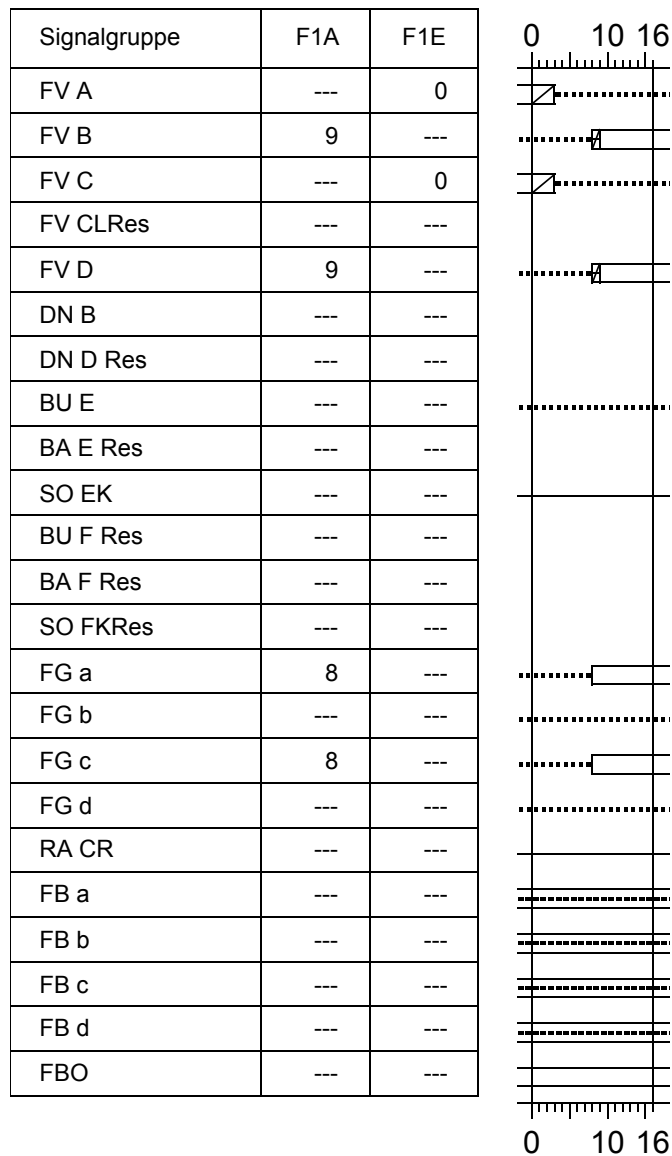 Signalgruppe F1A F1E 0 10 16
FV A --- 0
FV B 9 ---
FV C --- 0
FV CLRes --- ---
FV D 9 ---
DN B --- ---
DN D Res --- ---
BU E --- ---
BA E Res --- ---
SO EK --- ---
BU F Res --- ---
BA F Res --- ---
SO FKRes --- ---
FG a 8 ---
FG b --- ---
FG c 8 ---
FG d --- ---
RA CR --- ---
FB a --- ---
FB b --- ---
FB c --- ---
FB d --- ---
FBO --- ---
0 10 16